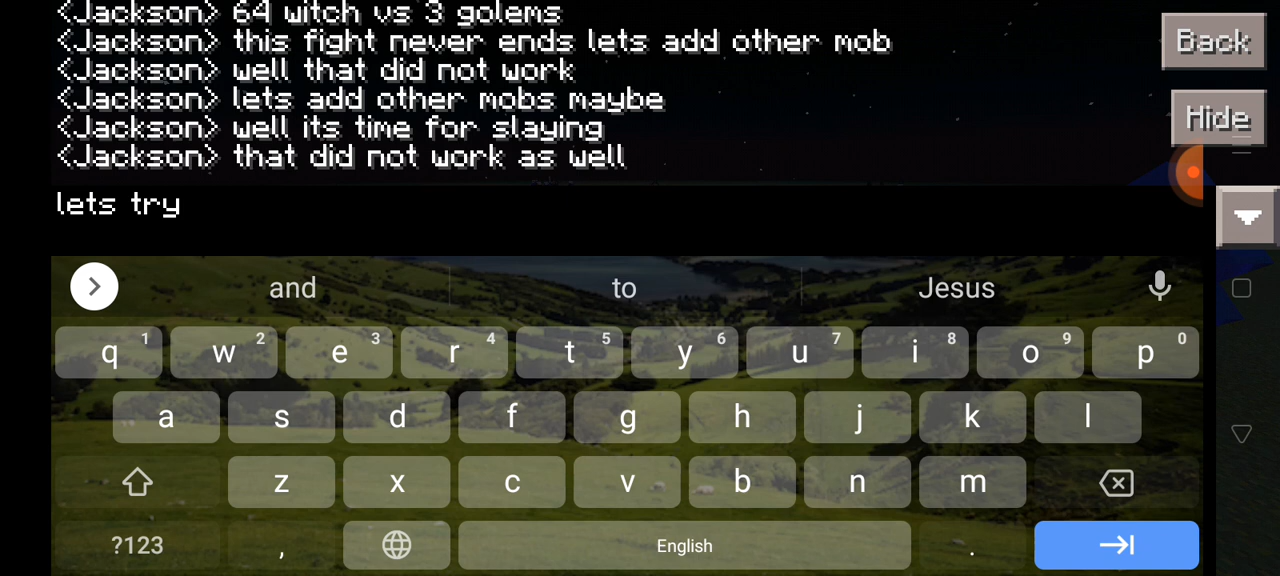 <Jackson> 64 witch vs 3 golems
<Jackson> this fight never ends lets add other mob
<Jackson> well that did not work
<Jackson> lets add other mobs maybe
<Jackson> well its time for slaying
<Jackson> that did not work as well
Back
Hide
lets try
and to Jesus
q 1 w 2 e 3 r 4 t 5 y 6 u 7 i 8 o 9 p 0
a s d f g h j k l
z x c v b n m
?123 , English .